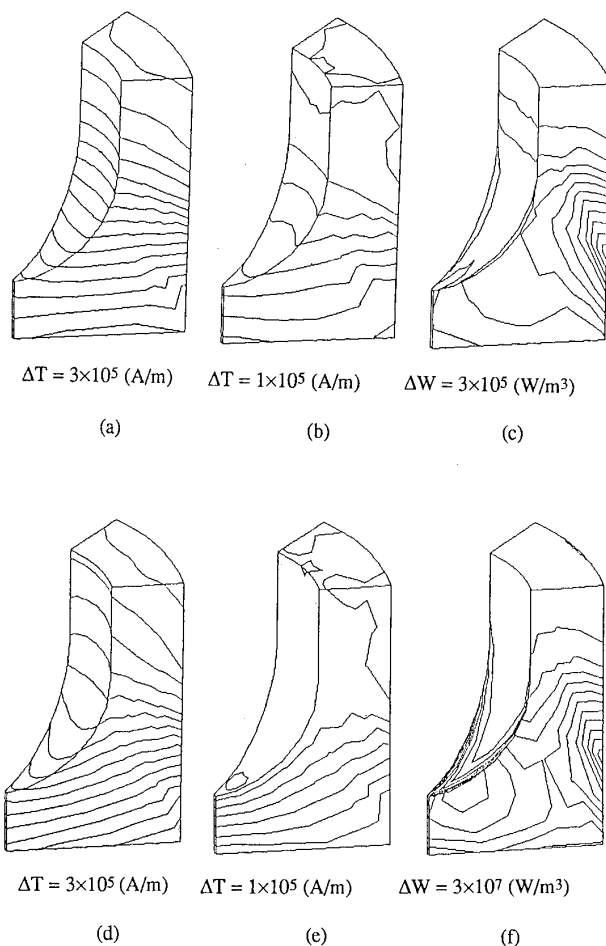 ΔT = 3×10⁵ (A/m) ΔT = 1×10⁵ (A/m) ΔW = 3×10⁵ (W/m³)
(a) (b) (c)
ΔT = 3×10⁵ (A/m) ΔT = 1×10⁵ (A/m) ΔW = 3×10⁷ (W/m³)
(d) (e) (f)